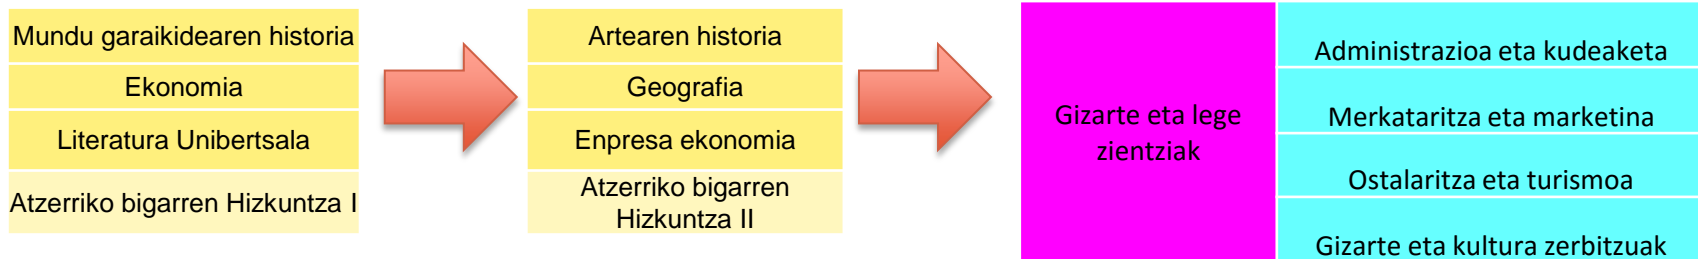 Mundu garaikidearen historia
Ekonomia
Literatura Unibertsala
Atzerriko bigarren Hizkuntza I
Artearen historia
Geografia
Enpresa ekonomia
Atzerriko bigarren
Hizkuntza II
Gizarte eta lege
zientziak
Administrazioa eta kudeaketa
Merkataritza eta marketina
Ostalaritza eta turismoa
Gizarte eta kultura zerbitzuak